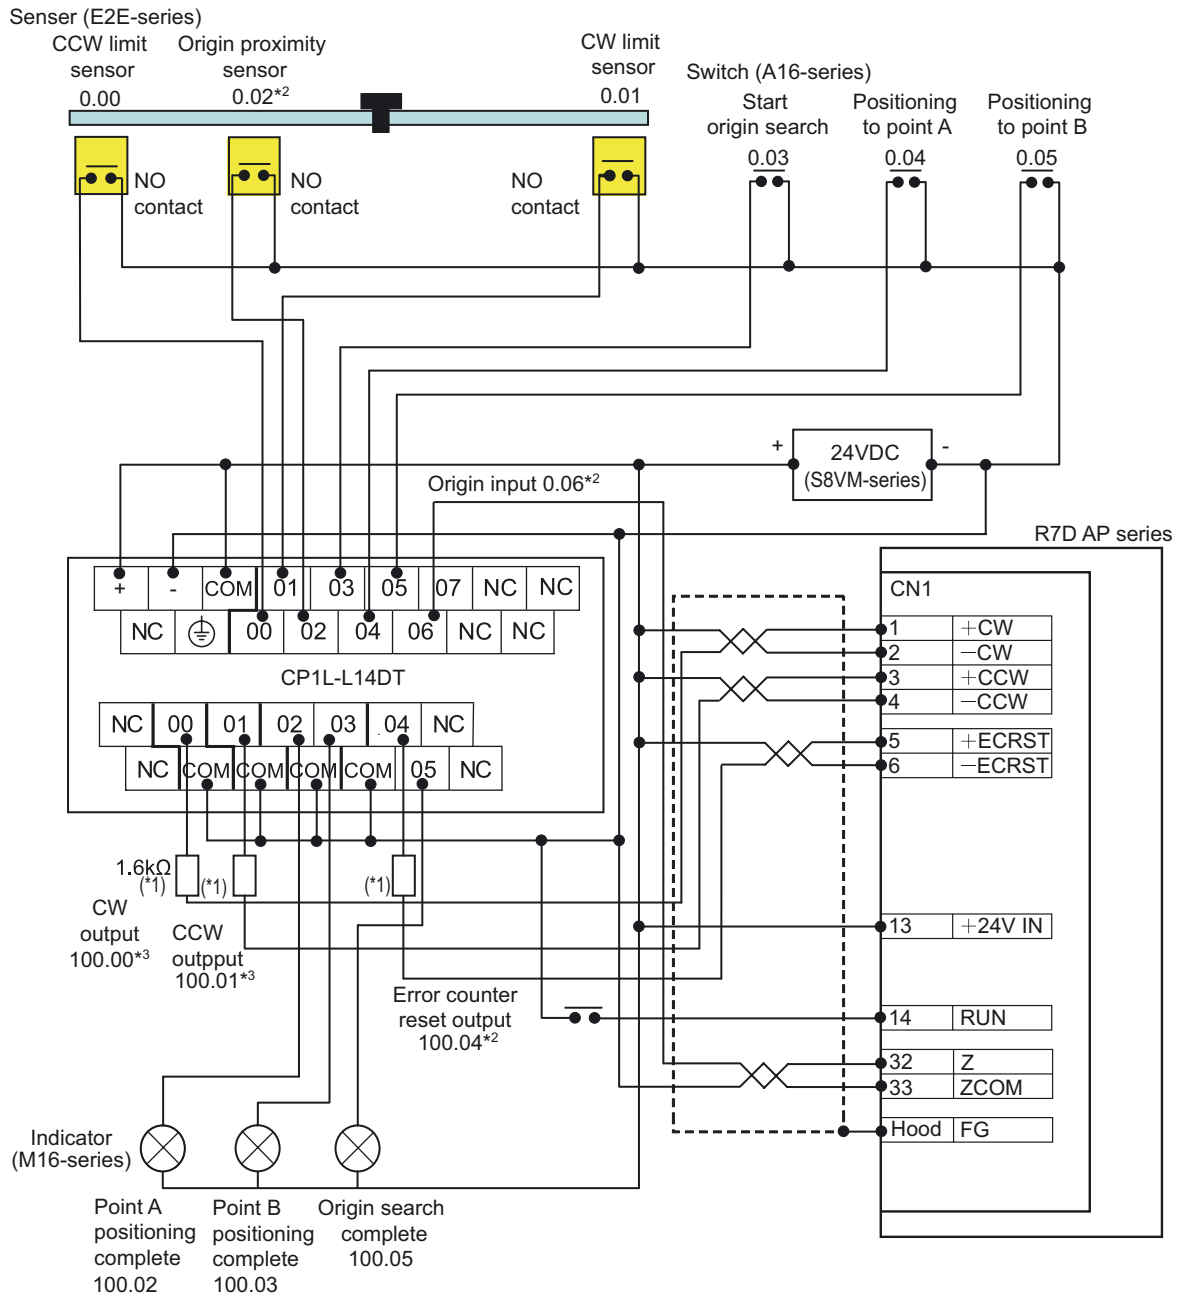 Senser (E2E-series)
CCW limit
sensor
0.00
Origin proximity
sensor
0.02*2
CW limit
sensor
0.01
Switch (A16-series)
Start
origin search
0.03
Positioning
to point A
0.04
Positioning
to point B
0.05
NO
contact
NO
contact
NO
contact
+ 24VDC -
(S8VM-series)
Origin input 0.06*2
R7D AP series
+ - COM 01 03 05 07 NC NC
NC 00 02 04 06 NC NC
CP1L-L14DT
NC 00 01 02 03 04 NC
NC COM COM COM COM 05 NC
CN1
1 +CW
2 -CW
3 +CCW
4 -CCW
5 +ECRST
6 -ECRST
13 +24V IN
14 RUN
32 Z
33 ZCOM
Hood FG
1.6kΩ
(*1)
(*1)
(*1)
CW
output
100.00*3
CCW
outpput
100.01*3
Error counter
reset output
100.04*2
Indicator
(M16-series)
Point A
positioning
complete
100.02
Point B
positioning
complete
100.03
Origin search
complete
100.05